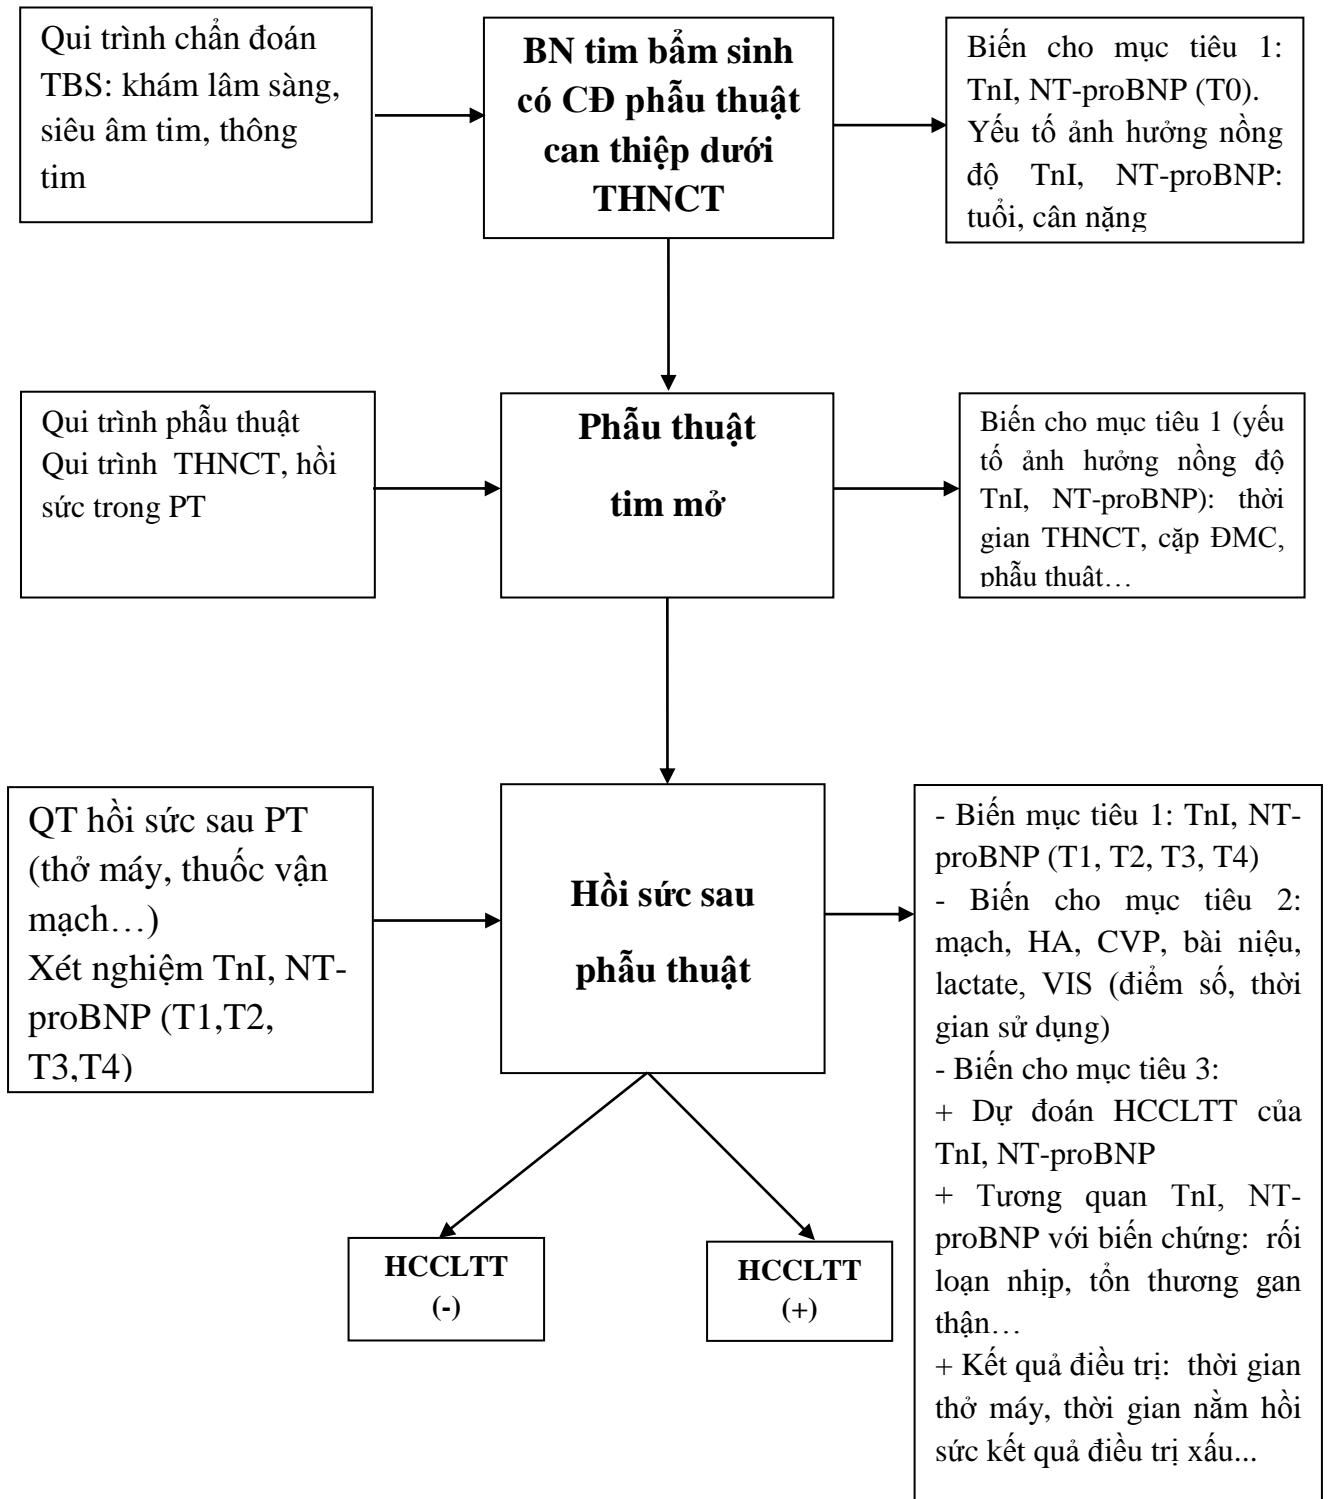 Qui trình chẩn đoán
TBS: khám lâm sàng,
siêu âm tim, thông
tim
BN tim bẩm sinh
có CĐ phẫu thuật
can thiệp dưới
THNCT
Biến cho mục tiêu 1:
TnI, NT-proBNP (T0).
Yếu tố ảnh hưởng nồng
độ TnI, NT-proBNP:
tuổi, cân nặng
Qui trình phẫu thuật
Qui trình THNCT, hồi
sức trong PT
Phẫu thuật
tim mở
Biến cho mục tiêu 1 (yếu
tố ảnh hưởng nồng độ
TnI, NT-proBNP): thời
gian THNCT, cặp ĐMC,
phẫu thuật…
QT hồi sức sau PT
(thở máy, thuốc vận
mạch…)
Xét nghiệm TnI, NT-
proBNP (T1,T2,
T3,T4)
Hồi sức sau
phẫu thuật
- Biến mục tiêu 1: TnI, NT-
proBNP (T1, T2, T3, T4)
- Biến cho mục tiêu 2:
mạch, HA, CVP, bài niệu,
lactate, VIS (điểm số, thời
gian sử dụng)
- Biến cho mục tiêu 3:
+ Dự đoán HCCLTT của
TnI, NT-proBNP
+ Tương quan TnI, NT-
proBNP với biến chứng: rối
loạn nhịp, tổn thương gan
thận…
+ Kết quả điều trị: thời gian
thở máy, thời gian nằm hồi
sức kết quả điều trị xấu...
HCCLTT
(-)
HCCLTT
(+)